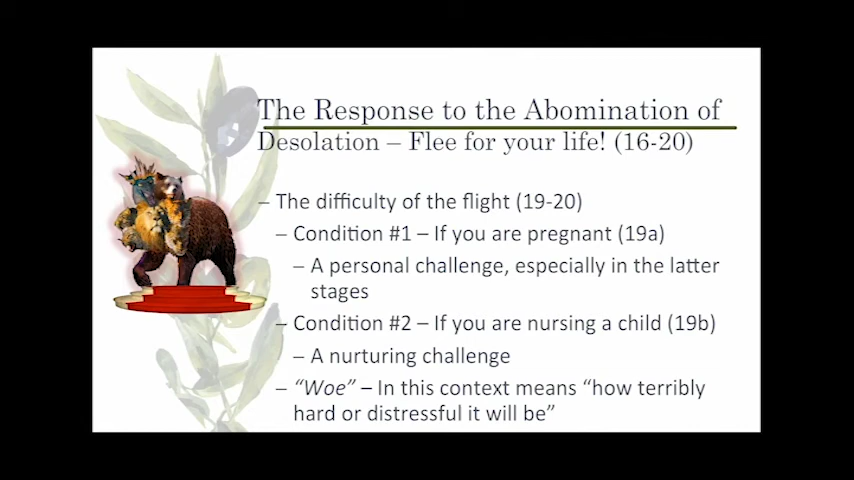 The Response to the Abomination of
Desolation – Flee for your life! (16-20)
– The difficulty of the flight (19-20)
– Condition #1 – If you are pregnant (19a)
– A personal challenge, especially in the latter
stages
– Condition #2 – If you are nursing a child (19b)
– A nurturing challenge
– “Woe” – In this context means “how terribly
hard or distressful it will be”